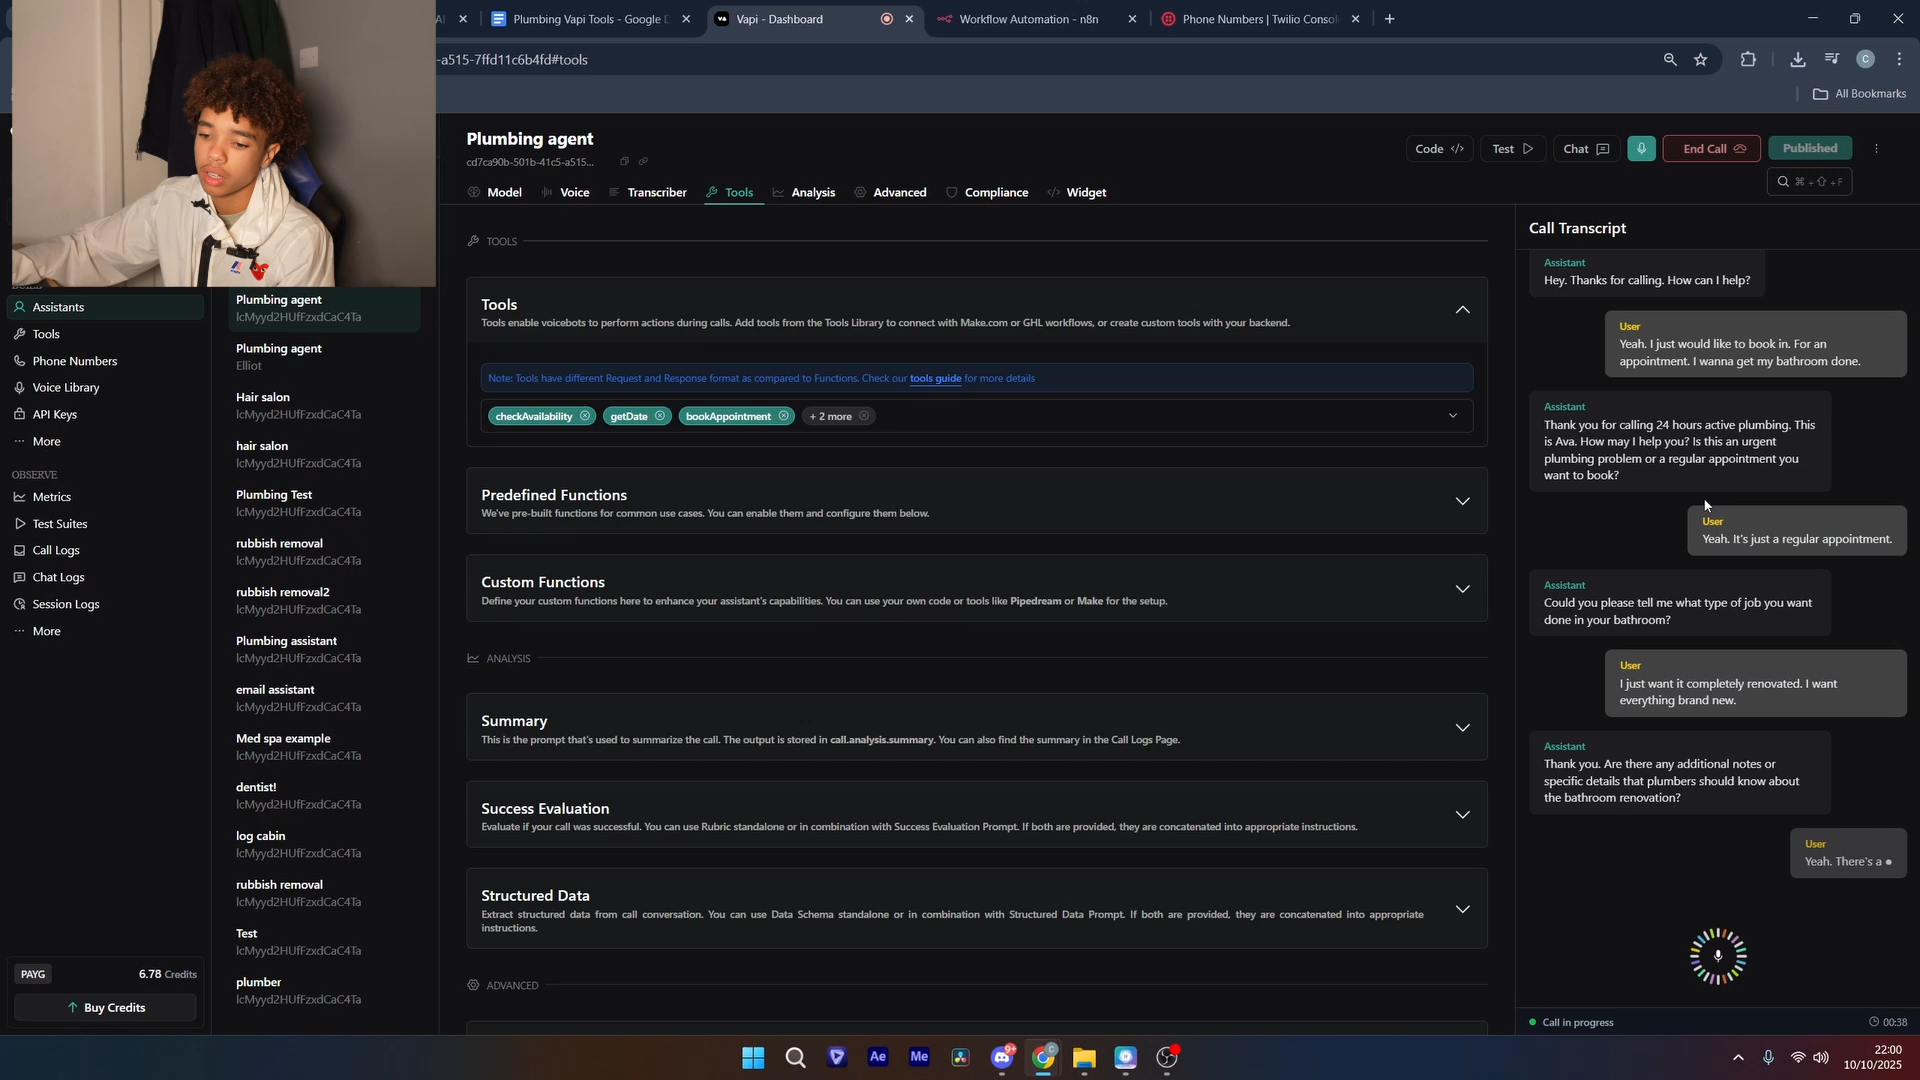 AI
Plumbing Vapi Tools - Google D
Vapi - Dashboard
Workflow Automation - n8n
Phone Numbers | Twilio Consol
-a515-7ffd11c6b4fd#tools
All Bookmarks
Plumbing agent
cd7ca90b-501b-41c5-a515...
Code </>
Test
Chat
End Call
Published
⌘ + ⇧ + F
Model
Voice
Transcriber
Tools
Analysis
Advanced
Compliance
Widget
Assistants
Tools
Phone Numbers
Voice Library
API Keys
More
OBSERVE
Metrics
Test Suites
Call Logs
Chat Logs
Session Logs
More
PAYG
6.78 Credits
Buy Credits
Plumbing agent
lcMyyd2HUfFzxdCaC4Ta
Plumbing agent
Elliot
Hair salon
lcMyyd2HUfFzxdCaC4Ta
hair salon
lcMyyd2HUfFzxdCaC4Ta
Plumbing Test
lcMyyd2HUfFzxdCaC4Ta
rubbish removal
lcMyyd2HUfFzxdCaC4Ta
rubbish removal2
lcMyyd2HUfFzxdCaC4Ta
Plumbing assistant
lcMyyd2HUfFzxdCaC4Ta
email assistant
lcMyyd2HUfFzxdCaC4Ta
Med spa example
lcMyyd2HUfFzxdCaC4Ta
dentist!
lcMyyd2HUfFzxdCaC4Ta
log cabin
lcMyyd2HUfFzxdCaC4Ta
rubbish removal
lcMyyd2HUfFzxdCaC4Ta
Test
lcMyyd2HUfFzxdCaC4Ta
plumber
lcMyyd2HUfFzxdCaC4Ta
TOOLS
Tools
Tools enable voicebots to perform actions during calls. Add tools from the Tools Library to connect with Make.com or GHL workflows, or create custom tools with your backend.
Note: Tools have different Request and Response format as compared to Functions. Check our tools guide for more details
checkAvailability
getDate
bookAppointment
+ 2 more
Predefined Functions
We've pre-built functions for common use cases. You can enable them and configure them below.
Custom Functions
Define your custom functions here to enhance your assistant's capabilities. You can use your own code or tools like Pipedream or Make for the setup.
ANALYSIS
Summary
This is the prompt that's used to summarize the call. The output is stored in call.analysis.summary. You can also find the summary in the Call Logs Page.
Success Evaluation
Evaluate if your call was successful. You can use Rubric standalone or in combination with Success Evaluation Prompt. If both are provided, they are concatenated into appropriate instructions.
Structured Data
Extract structured data from call conversation. You can use Data Schema standalone or in combination with Structured Data Prompt. If both are provided, they are concatenated into appropriate
instructions.
ADVANCED
Call Transcript
Assistant
Hey. Thanks for calling. How can I help?
User
Yeah. I just would like to book in. For an
appointment. I wanna get my bathroom done.
Assistant
Thank you for calling 24 hours active plumbing. This
is Ava. How may I help you? Is this an urgent
plumbing problem or a regular appointment you
want to book?
User
Yeah. It's just a regular appointment.
Assistant
Could you please tell me what type of job you want
done in your bathroom?
User
I just want it completely renovated. I want
everything brand new.
Assistant
Thank you. Are there any additional notes or
specific details that plumbers should know about
the bathroom renovation?
User
Yeah. There's a
Call in progress
00:38
Ae
Me
9+
22:00
10/10/2025